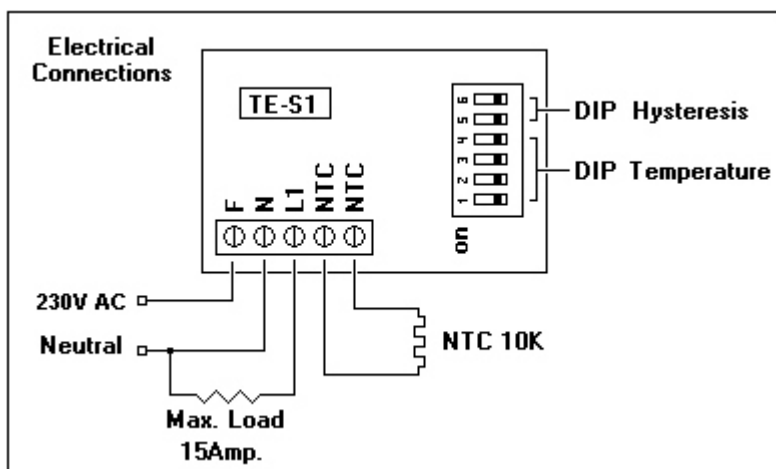 Electrical
Connections
TE-S1
F N L1 NTC NTC
6
5
4
3
2
1
on
DIP Hysteresis
DIP Temperature
230V AC
Neutral
NTC 10K
Max. Load
15Amp.